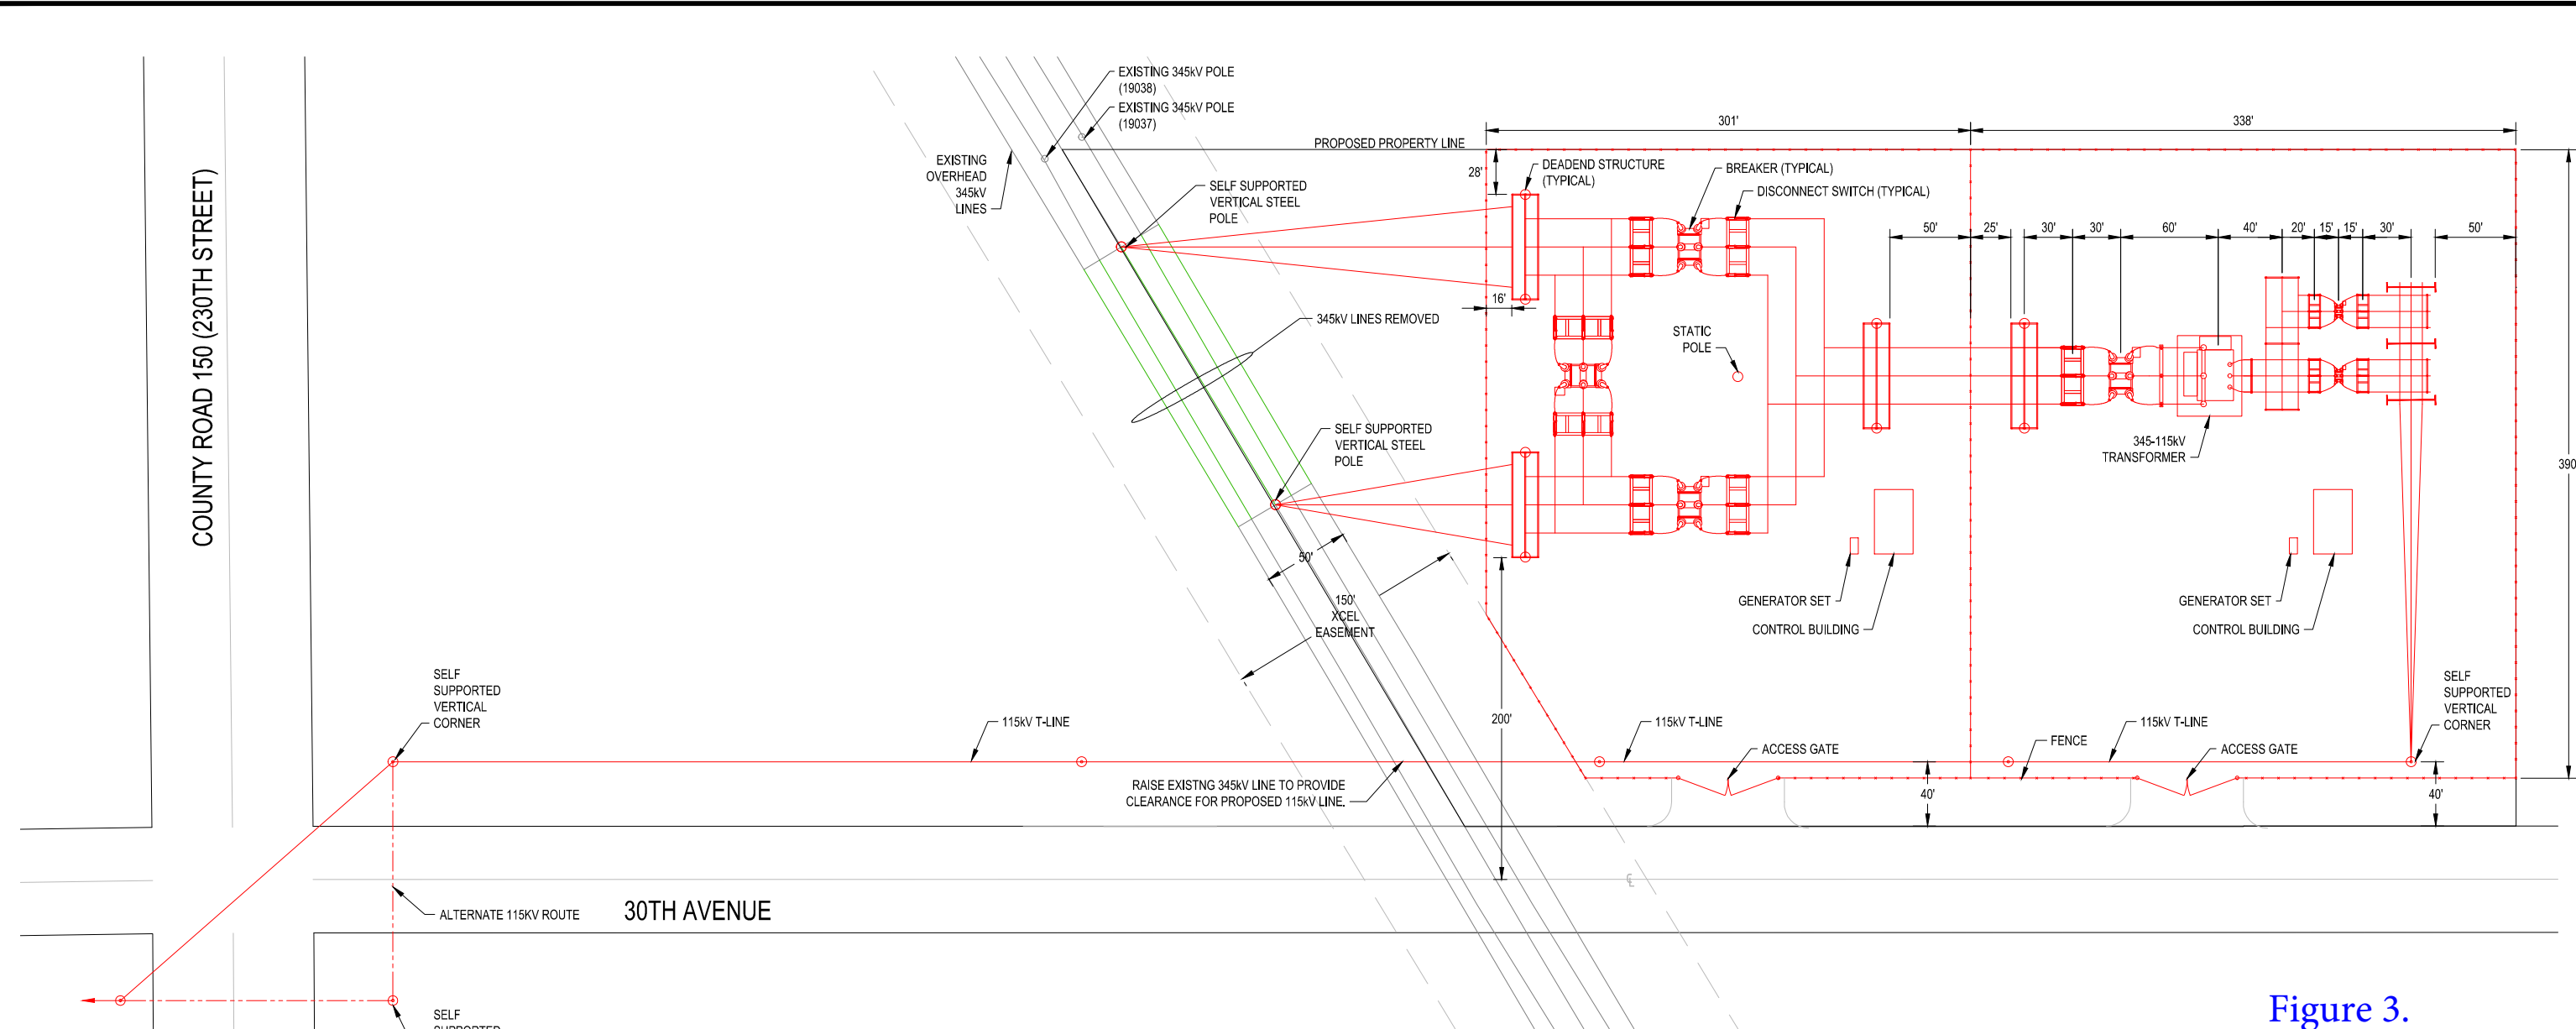 EXISTING 345kV POLE
(19038)
EXISTING 345kV POLE
(19037)
EXISTING
OVERHEAD
345kV
LINES
PROPOSED PROPERTY LINE
301'
338'
28'
DEADEND STRUCTURE
(TYPICAL)
BREAKER (TYPICAL)
DISCONNECT SWITCH (TYPICAL)
SELF SUPPORTED
VERTICAL STEEL
POLE
50'
25'
30'
30'
60'
40'
20'
15'
15'
30'
50'
COUNTY ROAD 150 (230TH STREET)
16'
345kV LINES REMOVED
STATIC
POLE
345-115kV
TRANSFORMER
390
SELF SUPPORTED
VERTICAL STEEL
POLE
50'
150'
XCEL
EASEMENT
GENERATOR SET
CONTROL BUILDING
GENERATOR SET
CONTROL BUILDING
SELF
SUPPORTED
VERTICAL
CORNER
115kV T-LINE
200'
115kV T-LINE
ACCESS GATE
FENCE
115kV T-LINE
ACCESS GATE
SELF
SUPPORTED
VERTICAL
CORNER
RAISE EXISTNG 345kV LINE TO PROVIDE
CLEARANCE FOR PROPOSED 115kV LINE.
40'
40'
ALTERNATE 115KV ROUTE
30TH AVENUE
SELF
SUPPORTED
Figure 3.